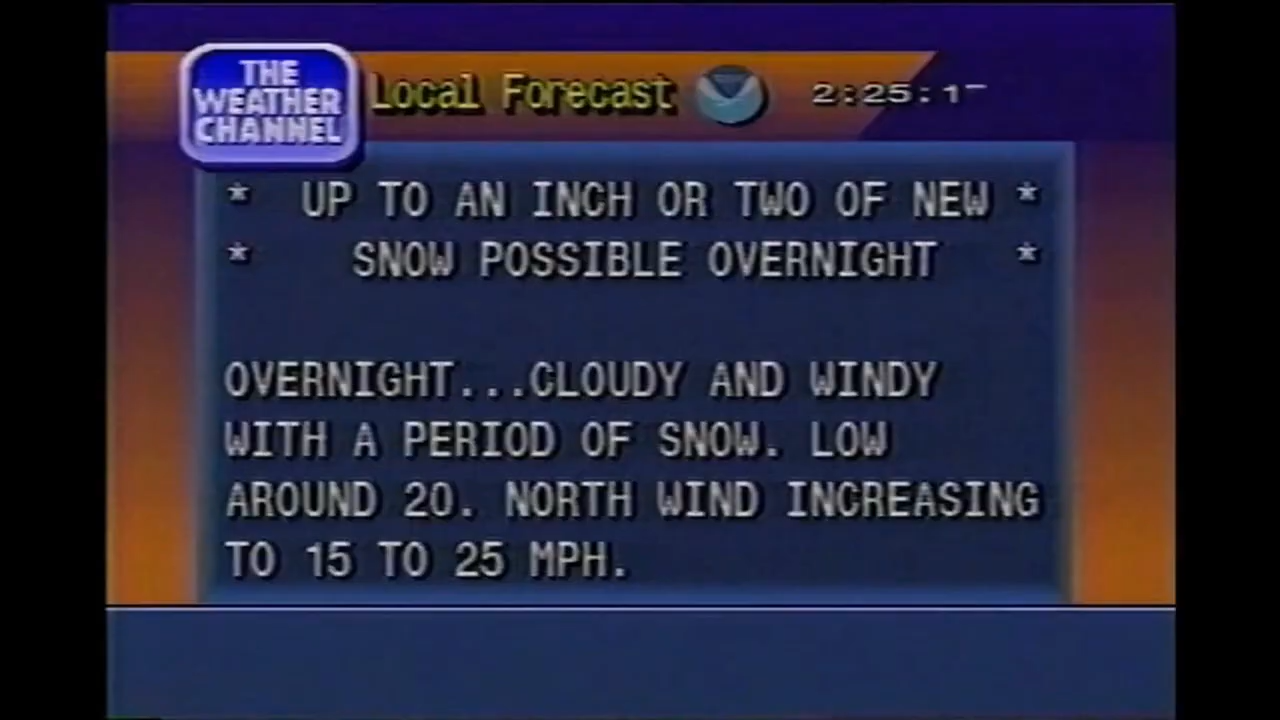 THE
WEATHER
CHANNEL
Local Forecast
* UP TO AN INCH OR TWO OF NEW *
* SNOW POSSIBLE OVERNIGHT *
OVERNIGHT...CLOUDY AND WINDY
WITH A PERIOD OF SNOW. LOW
AROUND 20. NORTH WIND INCREASING
TO 15 TO 25 MPH.